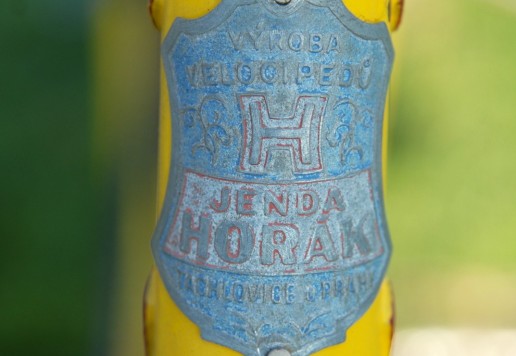 VÝROBA
VELOCIPEDŮ
H
JENDA
HORÁK